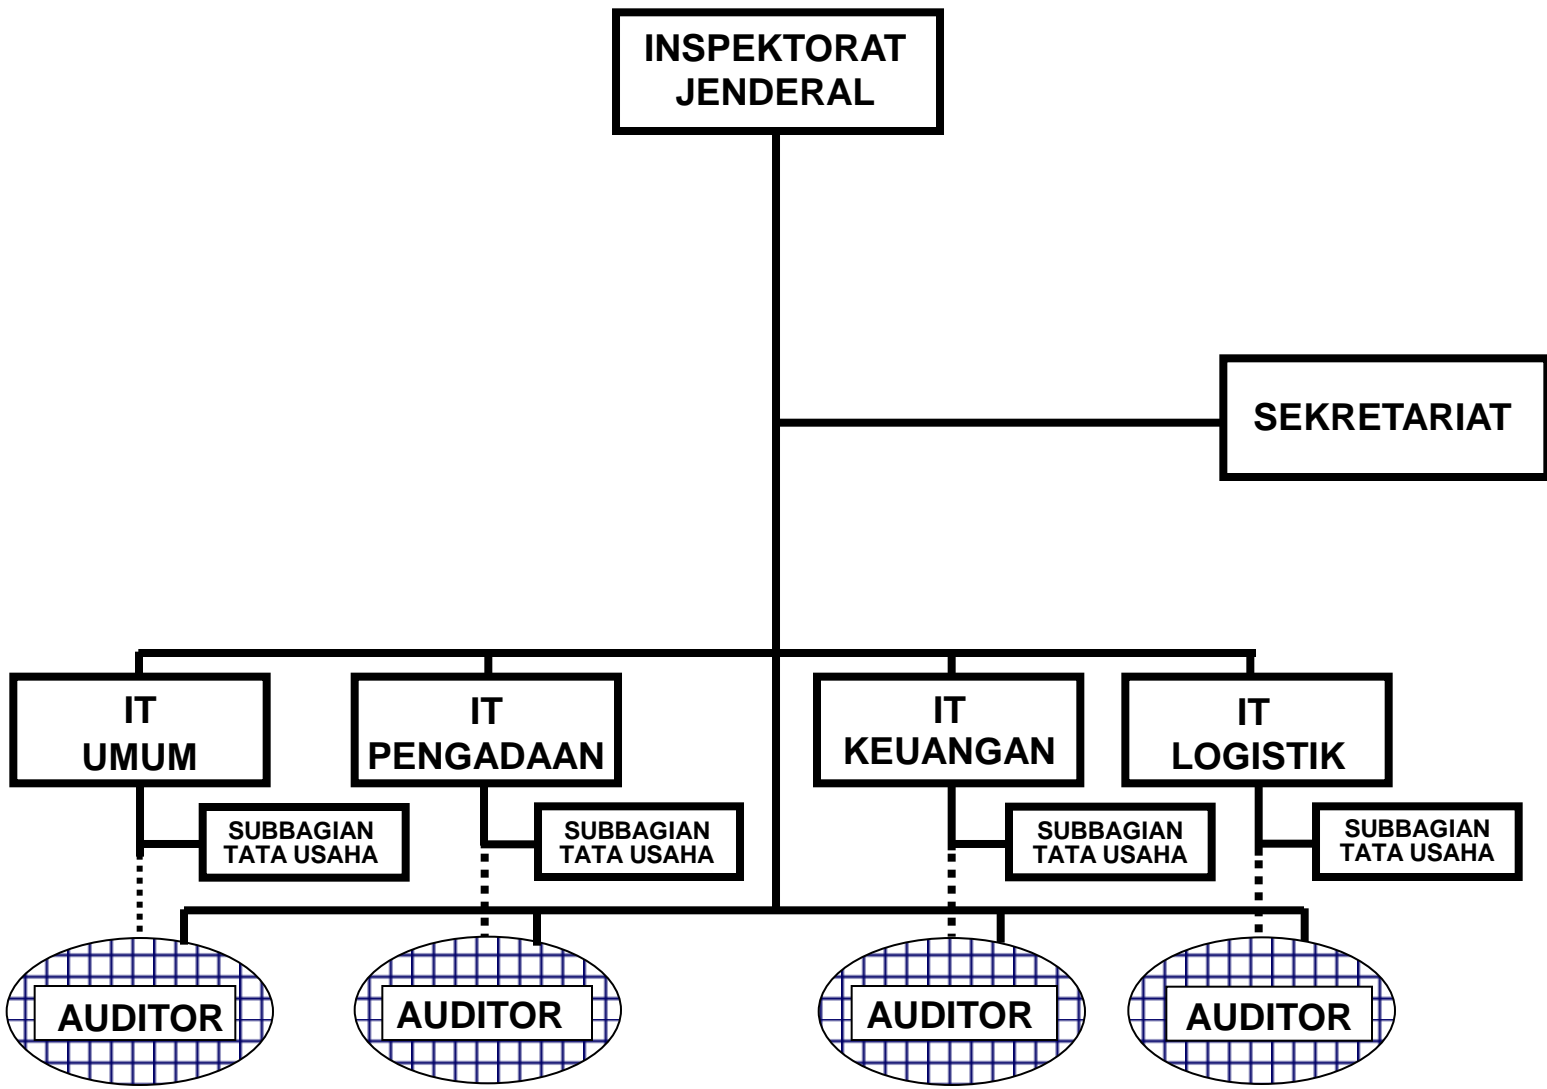 INSPEKTORAT
JENDERAL
SEKRETARIAT
IT
UMUM
IT
PENGADAAN
IT
KEUANGAN
IT
LOGISTIK
SUBBAGIAN
TATA USAHA
SUBBAGIAN
TATA USAHA
SUBBAGIAN
TATA USAHA
SUBBAGIAN
TATA USAHA
AUDITOR
AUDITOR
AUDITOR
AUDITOR